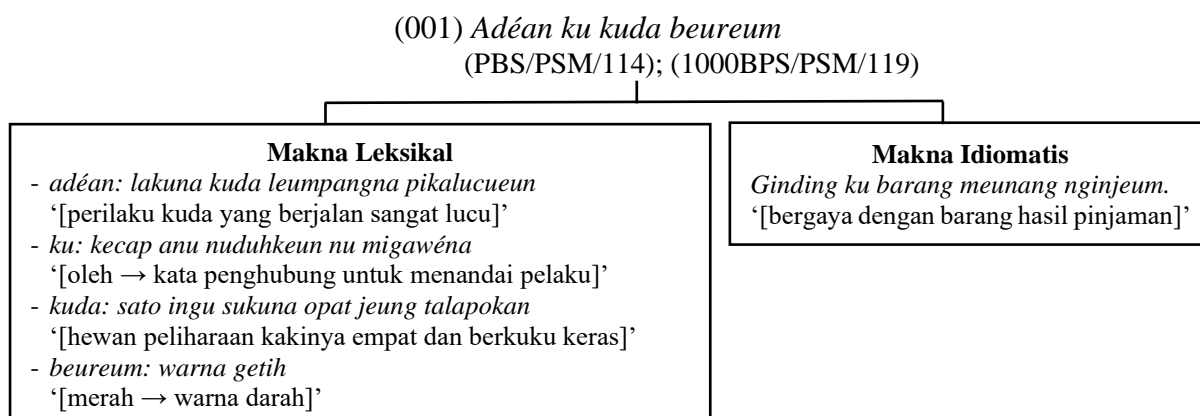 (001) Adéan ku kuda beureum
(PBS/PSM/114); (1000BPS/PSM/119)
Makna Leksikal
- adéan: lakuna kuda leumpangna pikalucueun
‘[perilaku kuda yang berjalan sangat lucu]’
- ku: kecap anu nuduhkeun nu migawéna
‘[oleh → kata penghubung untuk menandai pelaku]’
- kuda: sato ingu sukuna opat jeung talapokan
‘[hewan peliharaan kakinya empat dan berkuku keras]’
- beureum: warna getih
‘[merah → warna darah]’
Makna Idiomatis
Ginding ku barang meunang nginjeum.
‘[bergaya dengan barang hasil pinjaman]’